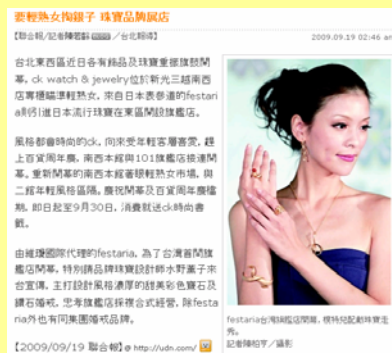 要輕熟女掏銀子 珠寶品牌展店
【聯合報/記者陳若齡／台北報導】
2009.09.19 02:46 am
台北東西區近日各有飾品及珠寶重振旗鼓開
幕，ck watch & jewelry位於新光三越南西
店專櫃瞄準輕熟女，來自日本表參道的festari
a則引進日本流行珠寶在東區開設旗艦店。
風格都會時尚的ck，向來受年輕客層喜愛，趕
上百貨周年慶，南西本館與101旗艦店接連開
幕。重新開幕的南西本館著眼輕熟女市場，與
二館年輕風格區隔。慶祝開幕及百貨周年慶檔
期，即日起至9月30日，消費就送ck時尚書
籤。
由維璦國際代理的festaria，為了台灣首間旗
艦店開幕，特別請品牌珠寶設計師水野薰子來
台宣傳，主打設計風格濃厚的甜美彩色寶石及
鑽石婚戒，忠孝旗艦店採複合式經營，除festa
ria外也有同集團婚戒品牌。
【2009/09/19 聯合報】@ http://udn.com/
festaria台灣旗艦店開幕，模特兒配戴珠寶走
秀。
記者陳柏亨／攝影